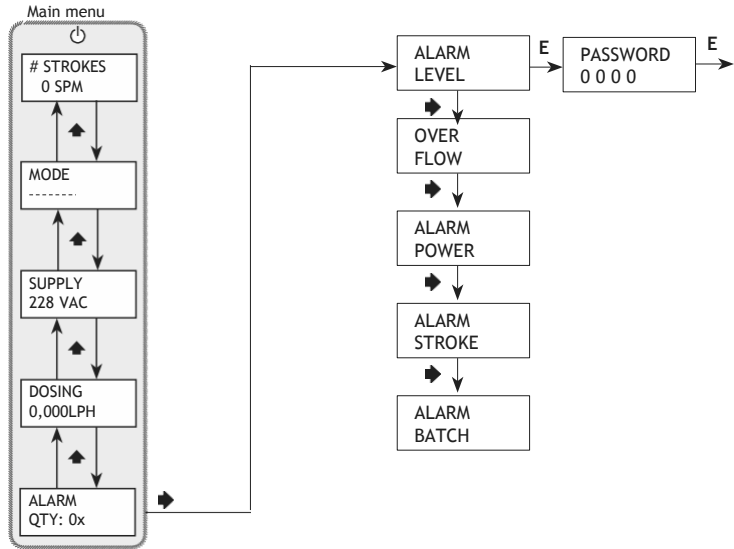 Main menu
# STROKES
0 SPM
MODE
----------
SUPPLY
228 VAC
DOSING
0,000LPH
ALARM
QTY: 0x
ALARM
LEVEL
E
PASSWORD
0 0 0 0
E
OVER
FLOW
ALARM
POWER
ALARM
STROKE
ALARM
BATCH